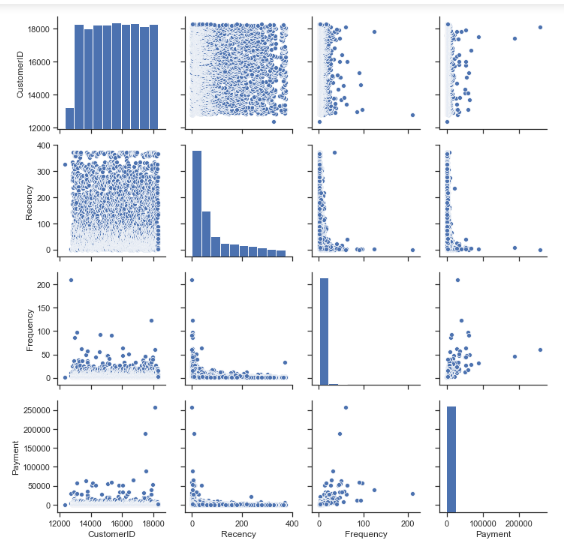 18000
16000
14000
12000
CustomerID
400
300
200
100
0
Recency
200
150
100
50
0
Frequency
250000
200000
150000
100000
50000
0
Payment
12000 14000 16000 18000
CustomerID
0 200 400
Recency
0 100 200
Frequency
0 100000 200000
Payment